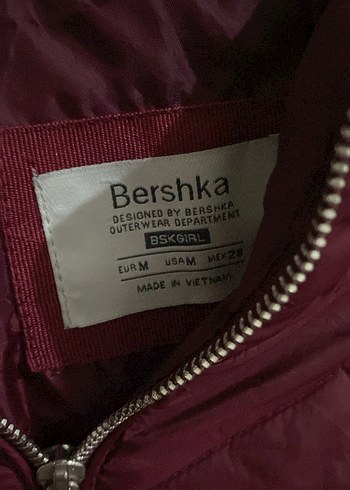 Bershka
DESIGNED BY BERSHKA
OUTERWEAR DEPARTMENT
BSKGIRL
EUR M USA M MEX 28
MADE IN VIETNAM